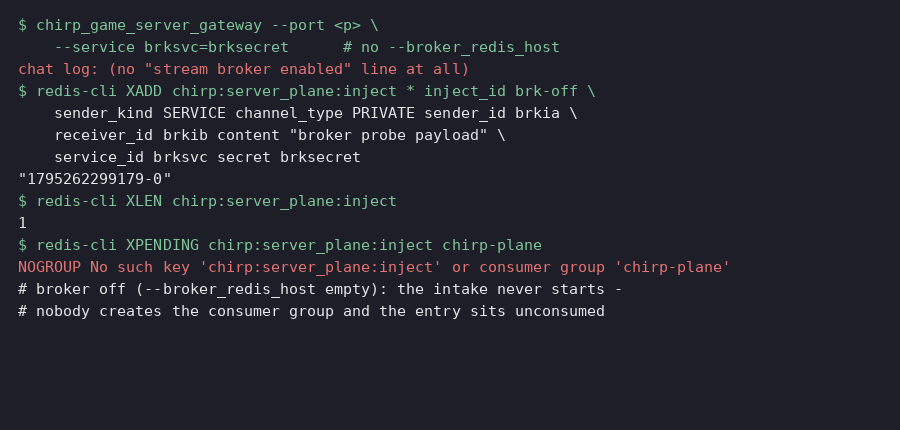 $ chirp_game_server_gateway --port <p> \
    --service brksvc=brksecret      # no --broker_redis_host
chat log: (no "stream broker enabled" line at all)
$ redis-cli XADD chirp:server_plane:inject * inject_id brk-off \
    sender_kind SERVICE channel_type PRIVATE sender_id brkia \
    receiver_id brkib content "broker probe payload" \
    service_id brksvc secret brksecret
"1795262299179-0"
$ redis-cli XLEN chirp:server_plane:inject
1
$ redis-cli XPENDING chirp:server_plane:inject chirp-plane
NOGROUP No such key 'chirp:server_plane:inject' or consumer group 'chirp-plane'
# broker off (--broker_redis_host empty): the intake never starts -
# nobody creates the consumer group and the entry sits unconsumed